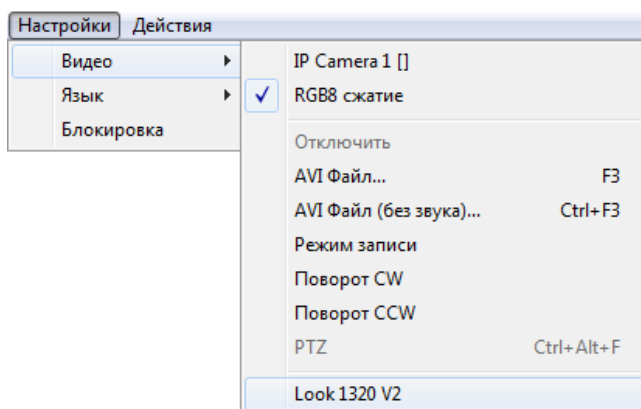 Настройки Действия
Видео
Язык
Блокировка
IP Camera 1 []
RGB8 сжатие
Отключить
AVI Файл... F3
AVI Файл (без звука)... Ctrl+F3
Режим записи
Поворот CW
Поворот CCW
PTZ Ctrl+Alt+F
Look 1320 V2